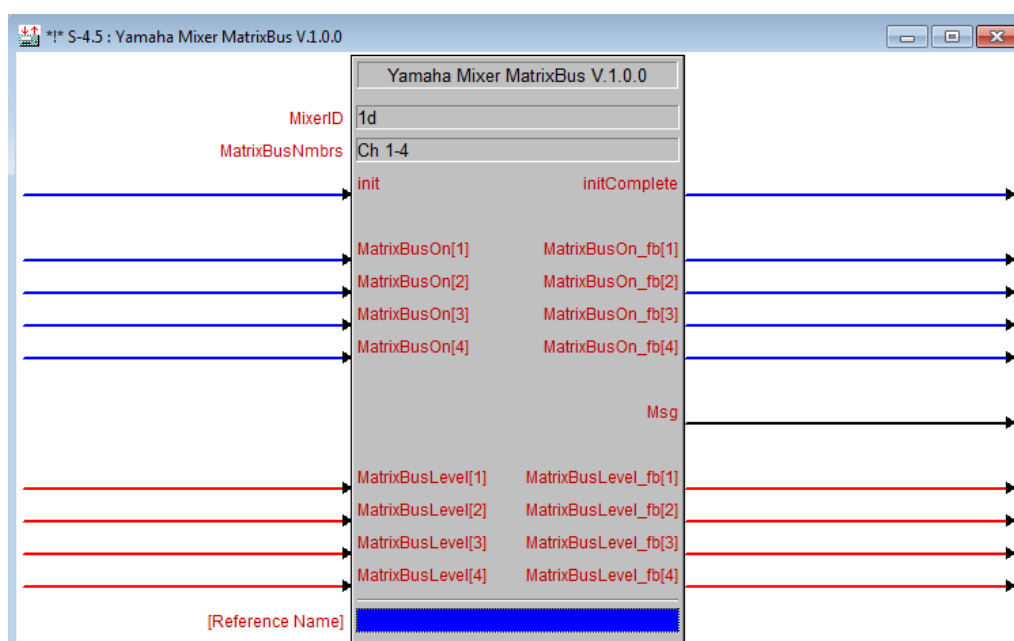 *!* S-4.5 : Yamaha Mixer MatrixBus V.1.0.0
Yamaha Mixer MatrixBus V.1.0.0
MixerID 1d
MatrixBusNmbrs Ch 1-4
init initComplete
MatrixBusOn[1] MatrixBusOn_fb[1]
MatrixBusOn[2] MatrixBusOn_fb[2]
MatrixBusOn[3] MatrixBusOn_fb[3]
MatrixBusOn[4] MatrixBusOn_fb[4]
Msg
MatrixBusLevel[1] MatrixBusLevel_fb[1]
MatrixBusLevel[2] MatrixBusLevel_fb[2]
MatrixBusLevel[3] MatrixBusLevel_fb[3]
MatrixBusLevel[4] MatrixBusLevel_fb[4]
[Reference Name]